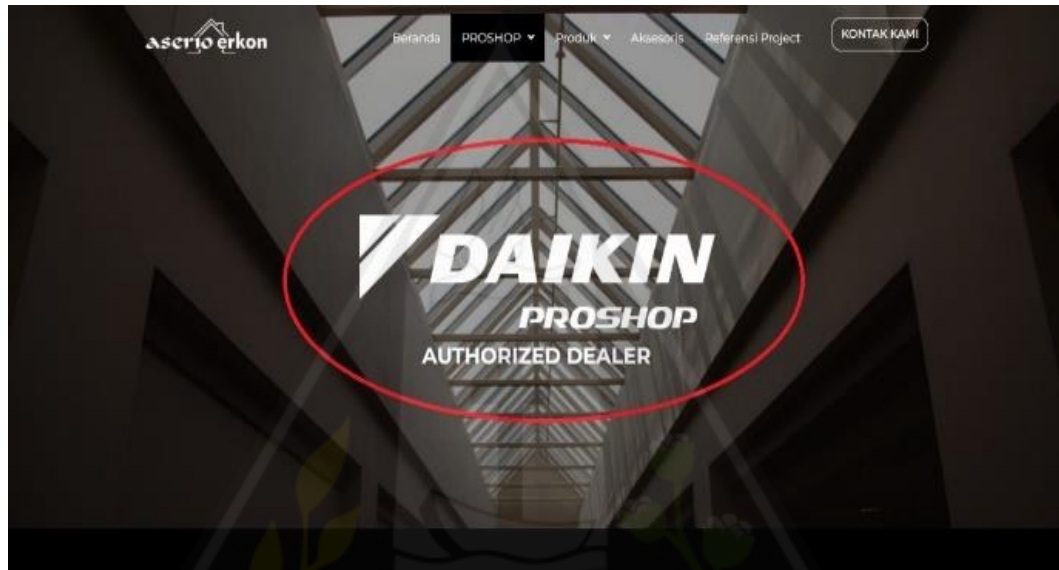 aserio erkon
Beranda PROSHOP Produk Aksesoris Referensi Project KONTAK KAMI
DAIKIN
PROSHOP
AUTHORIZED DEALER